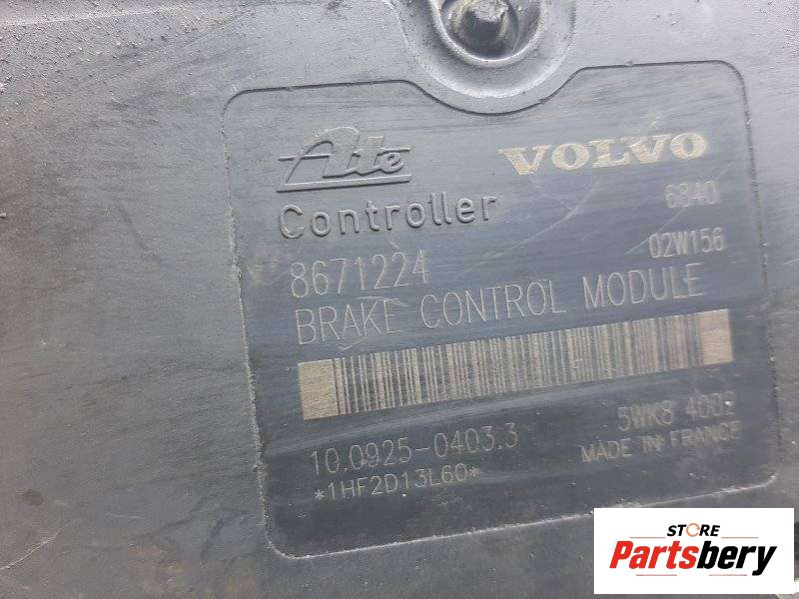 Ate VOLVO
Controller 6840
8671224 02W156
BRAKE CONTROL MODULE
10.0925-0403.3 5WK8 4002
*1HF2D13L60* MADE IN FRANCE
STORE
Partsbery